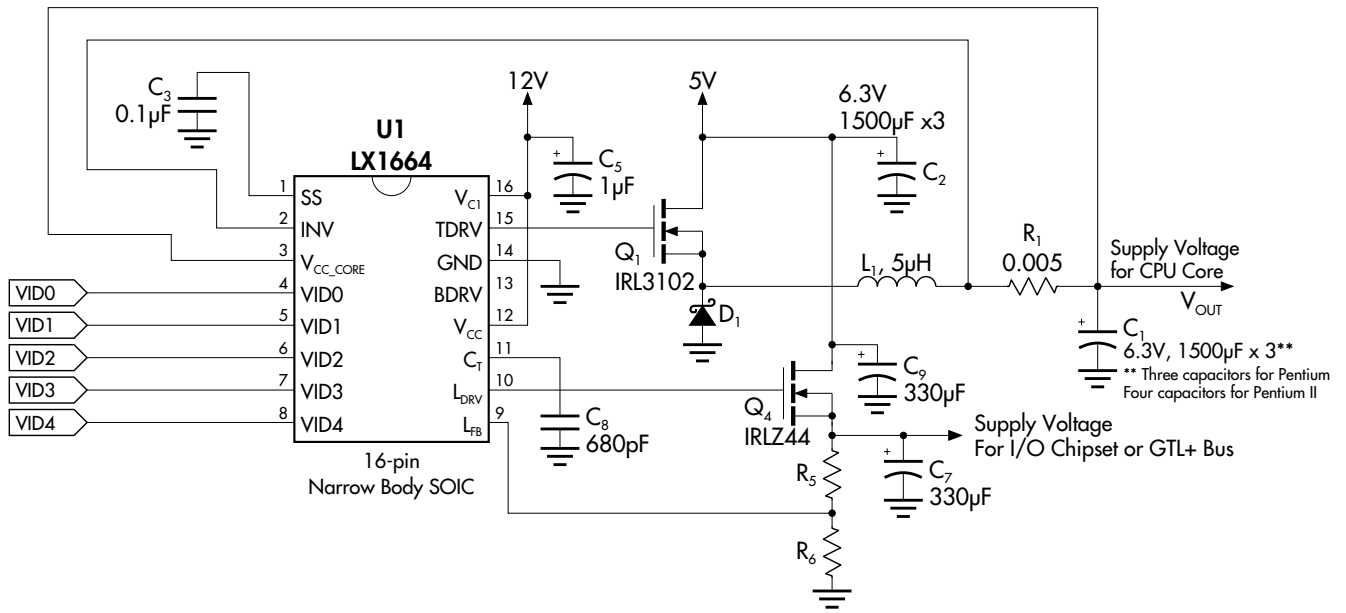 12V
5V
6.3V
1500µF x3
C3
0.1µF
U1
LX1664
C5
1µF
C2
1
SS
2
INV
3
VCC_CORE
4
VID0
5
VID1
6
VID2
7
VID3
8
VID4
VID0
VID1
VID2
VID3
VID4
VC1
16
TDRV
15
GND
14
BDRV
13
VCC
12
CT
11
LDRV
10
LFB
9
16-pin
Narrow Body SOIC
Q1
IRL3102
L1, 5µH
D1
R1
0.005
Supply Voltage
for CPU Core
VOUT
C1
6.3V, 1500µF x 3**
** Three capacitors for Pentium
Four capacitors for Pentium II
C9
330µF
Q4
IRLZ44
C8
680pF
Supply Voltage
For I/O Chipset or GTL+ Bus
R5
C7
330µF
R6